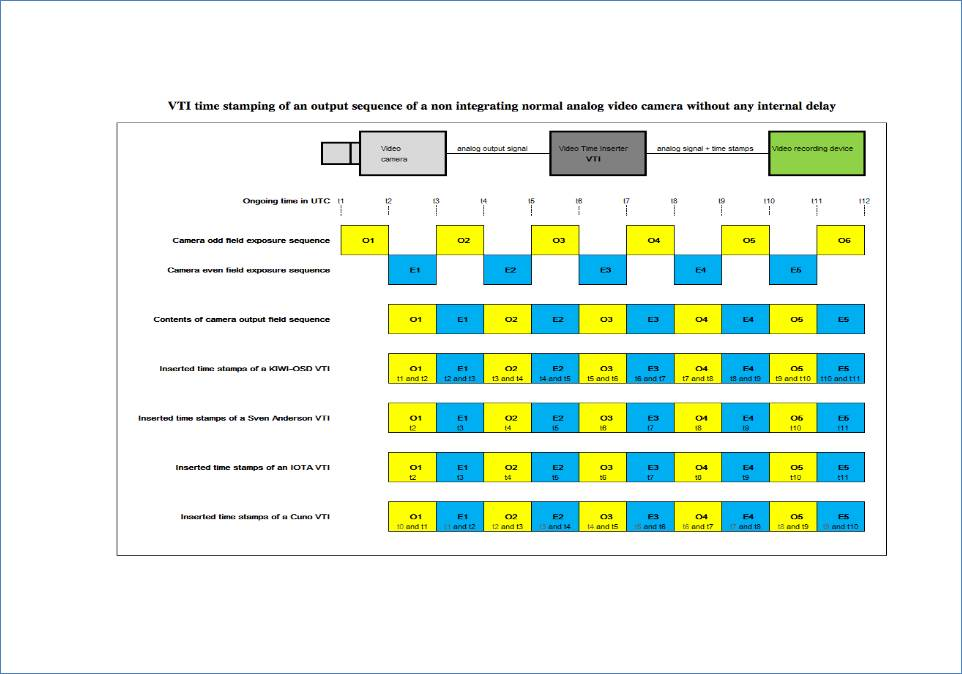 VTI time stamping of an output sequence of a non integrating normal analog video camera without any internal delay
Video camera
analog output signal
Video Time Inserter
VTI
analog signal + time stamps
Video recording device
Ongoing time in UTC t1 t2 t3 t4 t5 t6 t7 t8 t9 t10 t11 t12
Camera odd field exposure sequence O1 O2 O3 O4 O5 O6
Camera even field exposure sequence E1 E2 E3 E4 E5
Contents of camera output field sequence O1 E1 O2 E2 O3 E3 O4 E4 O5 E5
Inserted time stamps of a KIWI-OSD VTI O1 E1 O2 E2 O3 E3 O4 E4 O5 E5
t1 and t2 t2 and t3 t3 and t4 t4 and t5 t5 and t6 t6 and t7 t7 and t8 t8 and t9 t9 and t10 t10 and t11
Inserted time stamps of a Sven Anderson VTI O1 E1 O2 E2 O3 E3 O4 E4 O5 E5
t2 t3 t4 t5 t6 t7 t8 t9 t10 t11
Inserted time stamps of an IOTA VTI O1 E1 O2 E2 O3 E3 O4 E4 O5 E5
t2 t3 t4 t5 t6 t7 t8 t9 t10 t11
Inserted time stamps of a Cuno VTI O1 E1 O2 E2 O3 E3 O4 E4 O5 E5
t0 and t1 t1 and t2 t2 and t3 t3 and t4 t4 and t5 t5 and t6 t6 and t7 t7 and t8 t8 and t9 t9 and t10